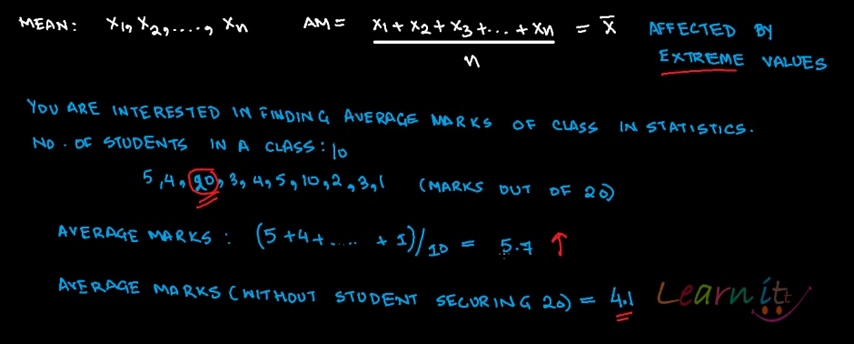 MEAN: x₁, x₂, ....., xₙ AM = (x₁ + x₂ + x₃ + ... + xₙ)/n = x̄ AFFECTED BY
EXTREME VALUES
YOU ARE INTERESTED IN FINDING AVERAGE MARKS OF CLASS IN STATISTICS.
NO. OF STUDENTS IN A CLASS: 10
5, 4, 20, 3, 4, 5, 10, 2, 3, 1 (MARKS OUT OF 20)
AVERAGE MARKS: (5 + 4 + ..... + 1)/10 = 5.7 ↑
AVERAGE MARKS (WITHOUT STUDENT SECURING 20) = 4.1
Learnitt